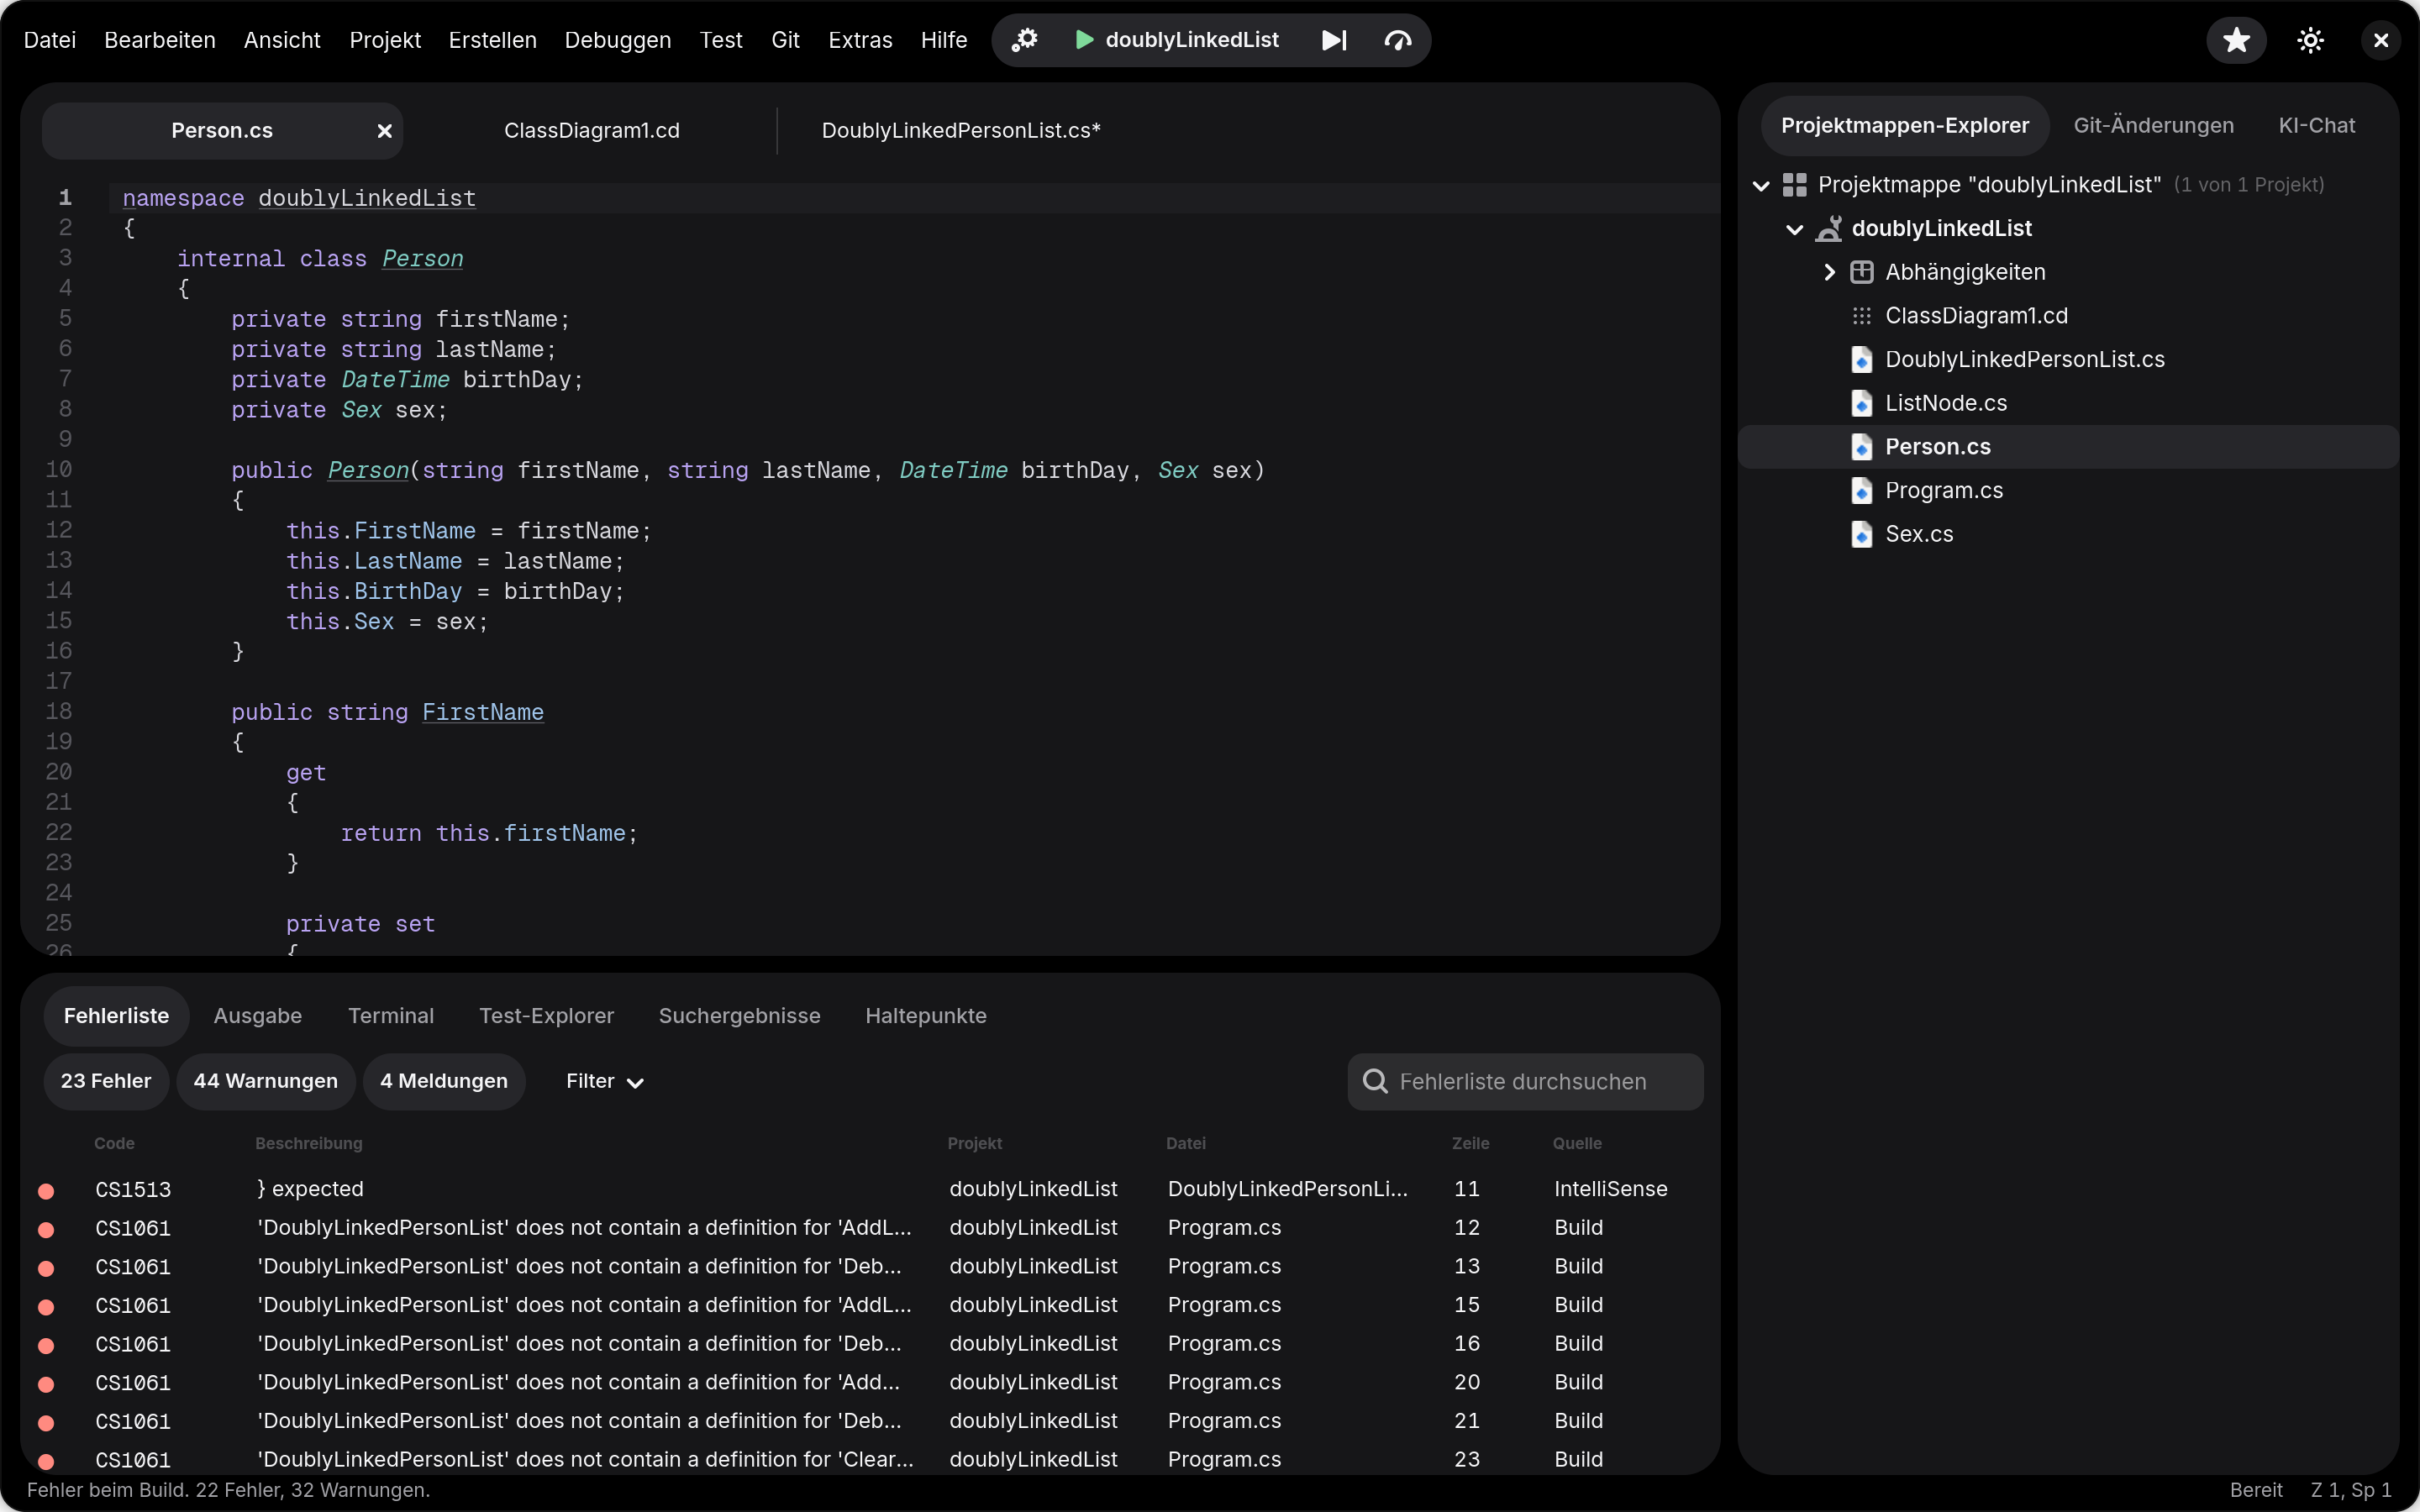 Datei Bearbeiten Ansicht Projekt Erstellen Debuggen Test Git Extras Hilfe doublyLinkedList
Person.cs ClassDiagram1.cd DoublyLinkedPersonList.cs*
1 namespace doublyLinkedList
2 {
3 internal class Person
4 {
5 private string firstName;
6 private string lastName;
7 private DateTime birthDay;
8 private Sex sex;
9
10 public Person(string firstName, string lastName, DateTime birthDay, Sex sex)
11 {
12 this.FirstName = firstName;
13 this.LastName = lastName;
14 this.BirthDay = birthDay;
15 this.Sex = sex;
16 }
17
18 public string FirstName
19 {
20 get
21 {
22 return this.firstName;
23 }
24
25 private set
26 {
Fehlerliste Ausgabe Terminal Test-Explorer Suchergebnisse Haltepunkte
23 Fehler 44 Warnungen 4 Meldungen Filter Fehlerliste durchsuchen
Code Beschreibung Projekt Datei Zeile Quelle
CS1513 } expected doublyLinkedList DoublyLinkedPersonLi... 11 IntelliSense
CS1061 'DoublyLinkedPersonList' does not contain a definition for 'AddL... doublyLinkedList Program.cs 12 Build
CS1061 'DoublyLinkedPersonList' does not contain a definition for 'Deb... doublyLinkedList Program.cs 13 Build
CS1061 'DoublyLinkedPersonList' does not contain a definition for 'AddL... doublyLinkedList Program.cs 15 Build
CS1061 'DoublyLinkedPersonList' does not contain a definition for 'Deb... doublyLinkedList Program.cs 16 Build
CS1061 'DoublyLinkedPersonList' does not contain a definition for 'Add... doublyLinkedList Program.cs 20 Build
CS1061 'DoublyLinkedPersonList' does not contain a definition for 'Deb... doublyLinkedList Program.cs 21 Build
CS1061 'DoublyLinkedPersonList' does not contain a definition for 'Clear... doublyLinkedList Program.cs 23 Build
Projektmappen-Explorer Git-Änderungen KI-Chat
Projektmappe "doublyLinkedList" (1 von 1 Projekt)
doublyLinkedList
Abhängigkeiten
ClassDiagram1.cd
DoublyLinkedPersonList.cs
ListNode.cs
Person.cs
Program.cs
Sex.cs
Fehler beim Build. 22 Fehler, 32 Warnungen. Bereit Z 1, Sp 1